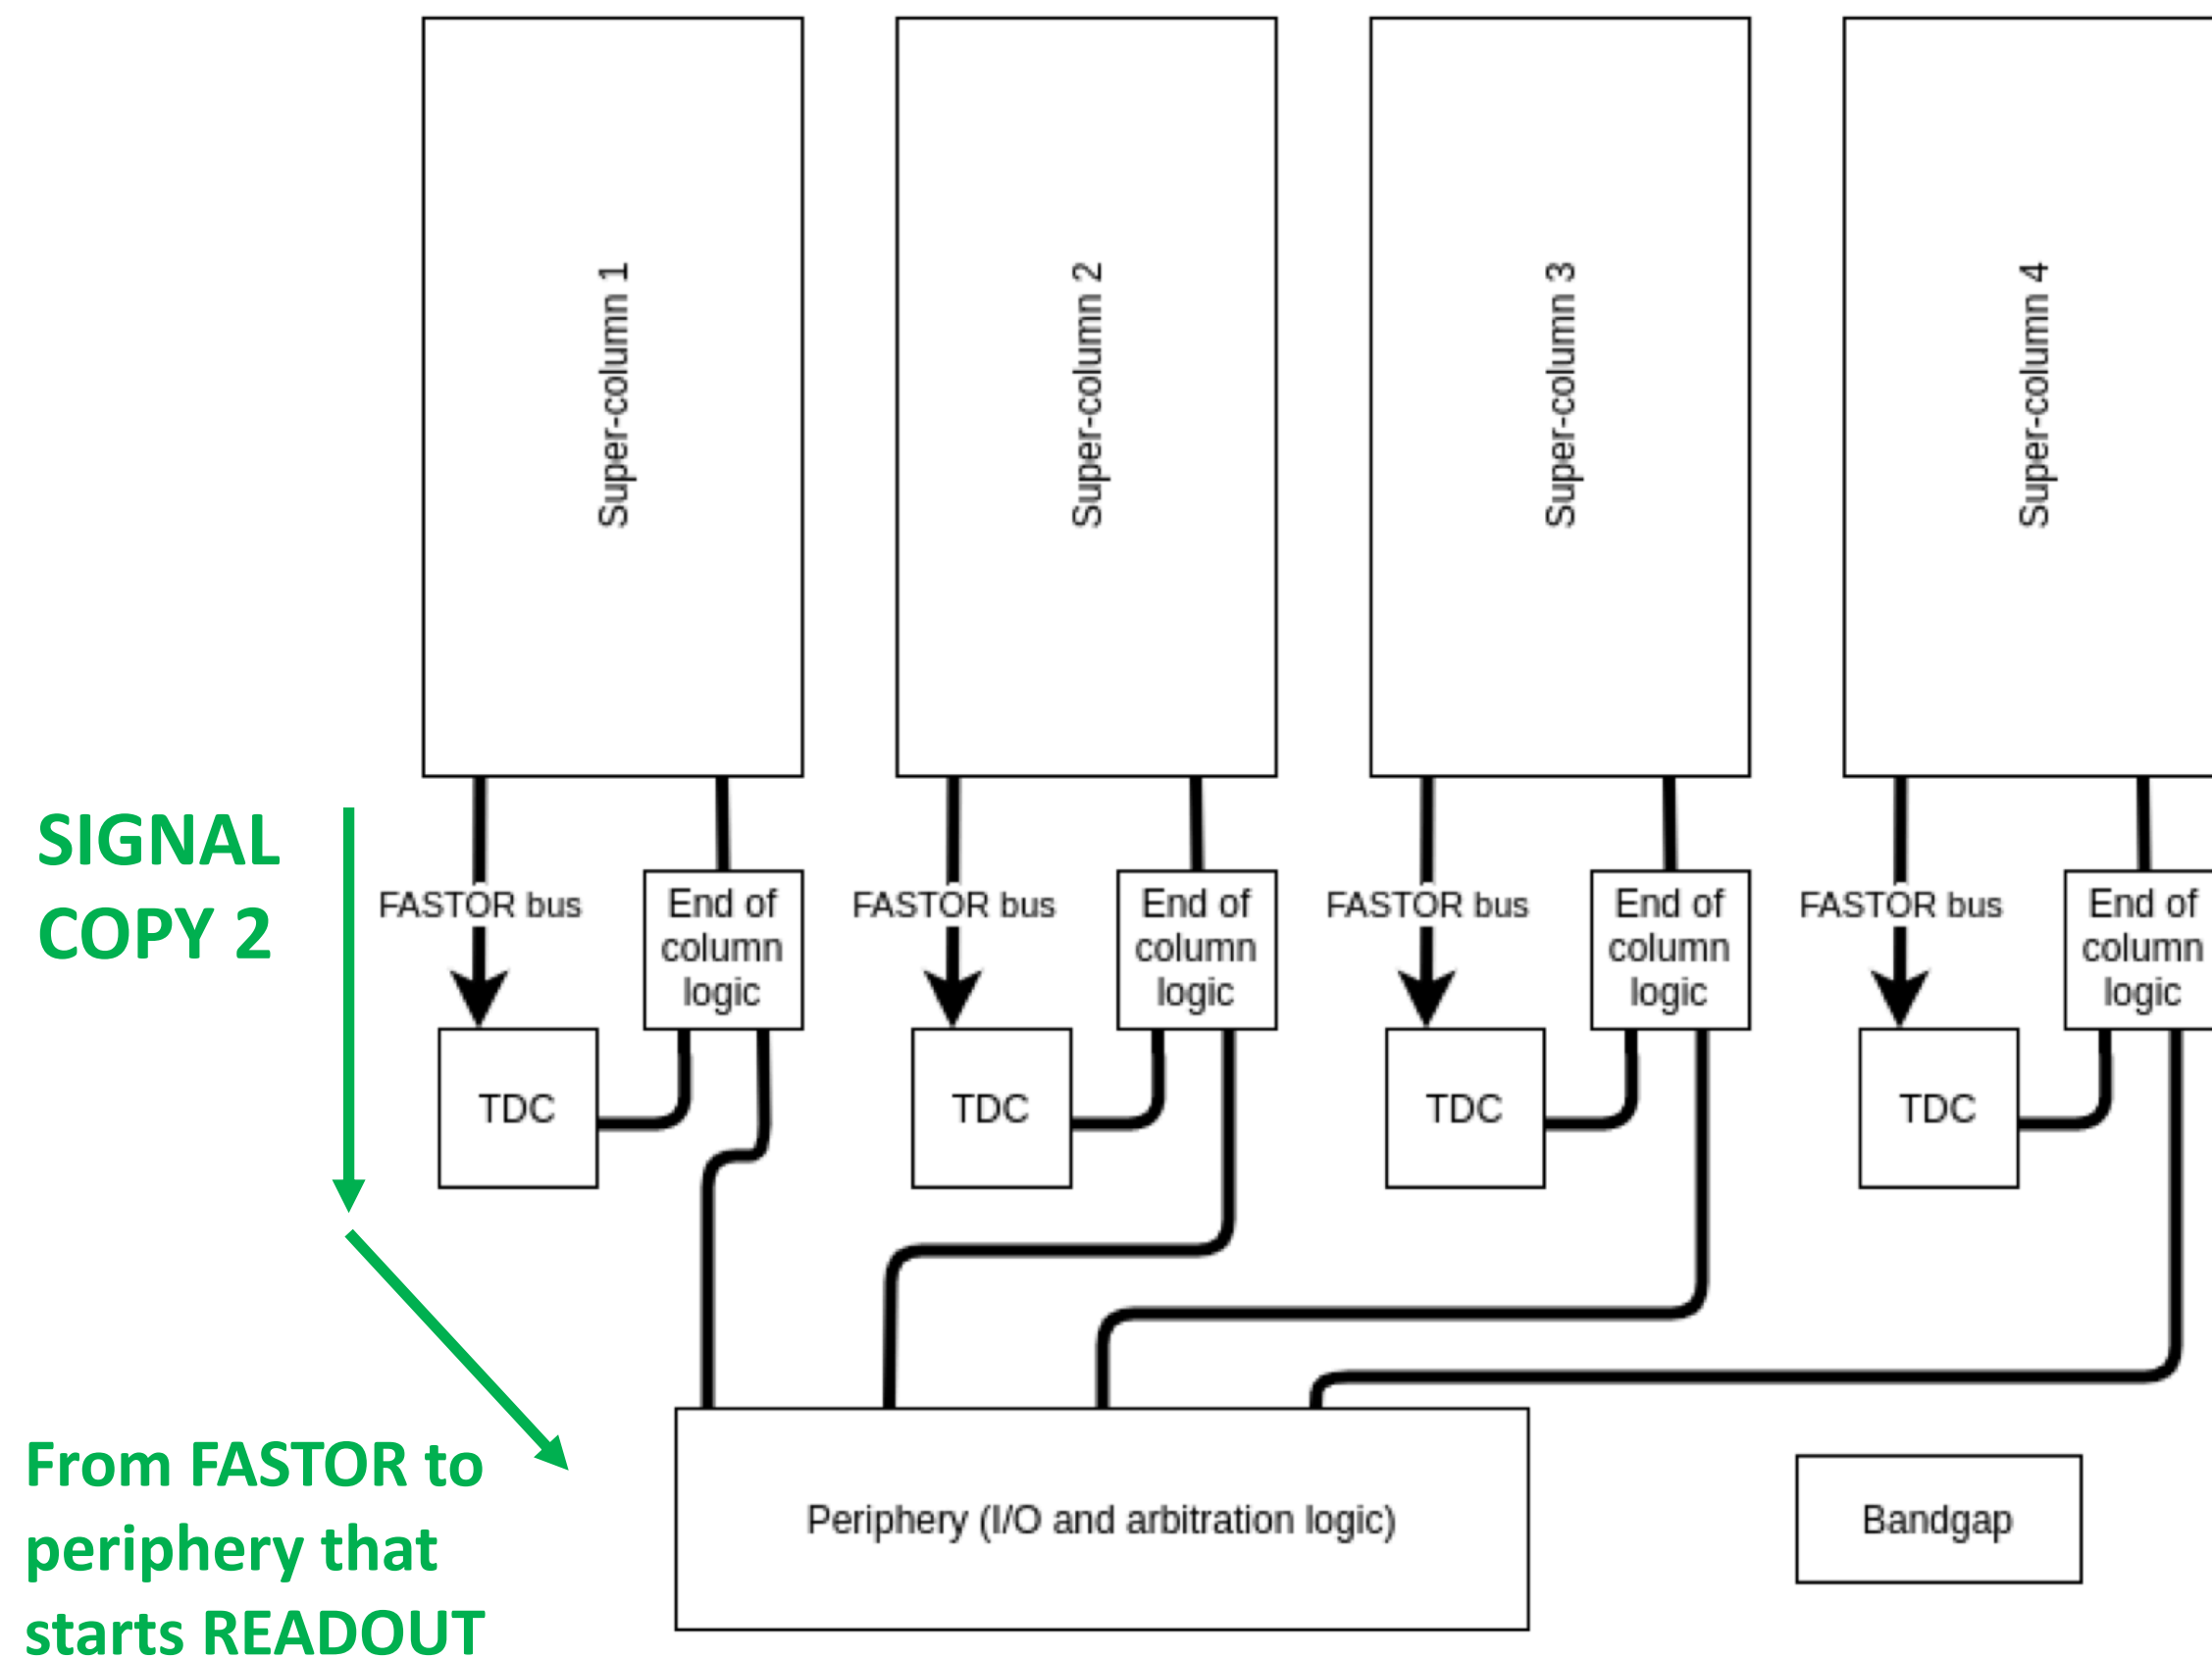 Super-column 1
Super-column 2
Super-column 3
Super-column 4
SIGNAL
COPY 2
FASTOR bus
End of
column
logic
FASTOR bus
End of
column
logic
FASTOR bus
End of
column
logic
FASTOR bus
End of
column
logic
TDC
TDC
TDC
TDC
From FASTOR to
periphery that
starts READOUT
Periphery (I/O and arbitration logic)
Bandgap